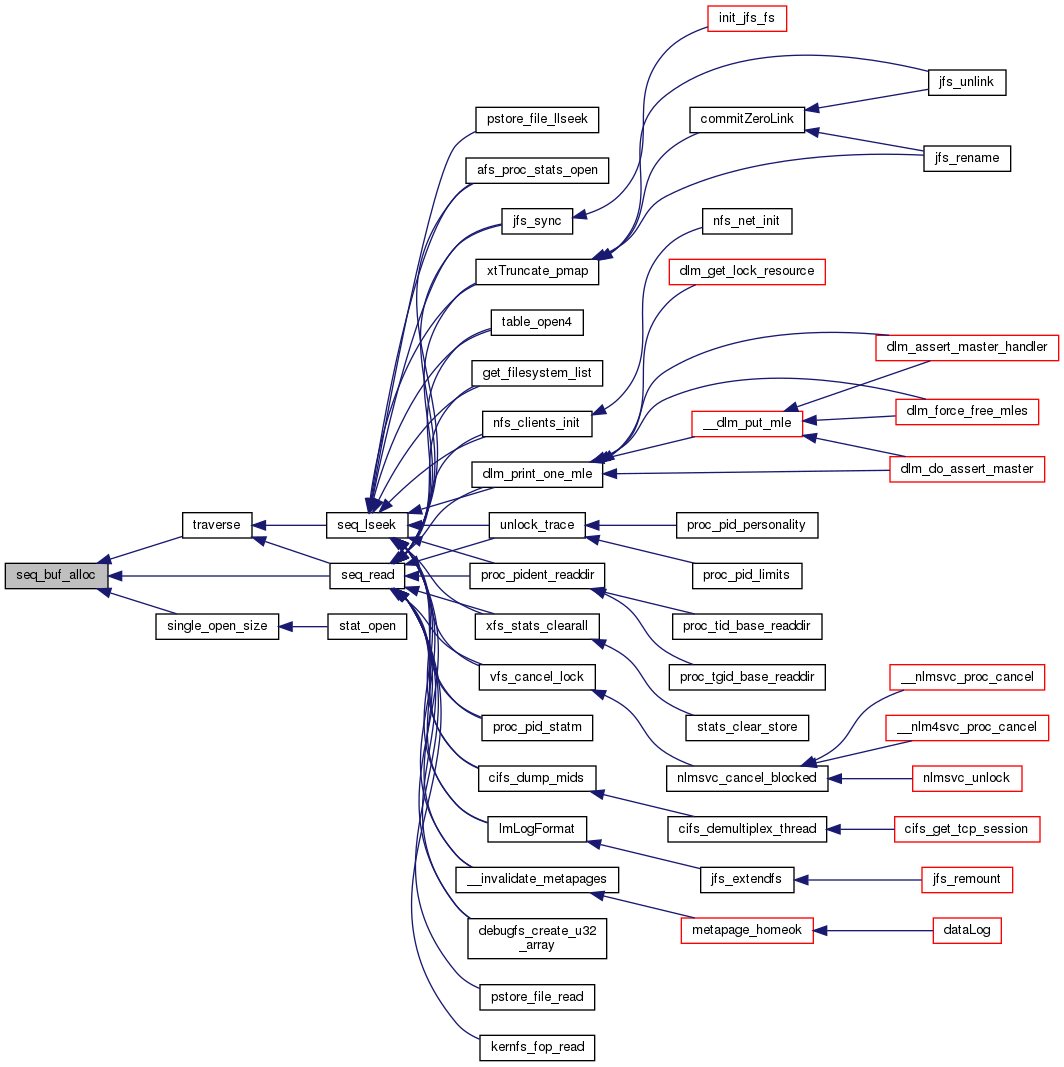 init_jfs_fs
jfs_unlink
pstore_file_llseek
commitZeroLink
jfs_rename
afs_proc_stats_open
jfs_sync
nfs_net_init
xtTruncate_pmap
dlm_get_lock_resource
table_open4
dlm_assert_master_handler
get_filesystem_list
dlm_force_free_mles
nfs_clients_init
__dlm_put_mle
dlm_print_one_mle
dlm_do_assert_master
traverse
seq_lseek
unlock_trace
proc_pid_personality
seq_buf_alloc
seq_read
proc_pident_readdir
proc_pid_limits
single_open_size
stat_open
xfs_stats_clearall
proc_tid_base_readdir
vfs_cancel_lock
proc_tgid_base_readdir
__nlmsvc_proc_cancel
proc_pid_statm
stats_clear_store
__nlm4svc_proc_cancel
cifs_dump_mids
nlmsvc_cancel_blocked
nlmsvc_unlock
lmLogFormat
cifs_demultiplex_thread
cifs_get_tcp_session
__invalidate_metapages
jfs_extendfs
jfs_remount
debugfs_create_u32
_array
metapage_homeok
dataLog
pstore_file_read
kernfs_fop_read